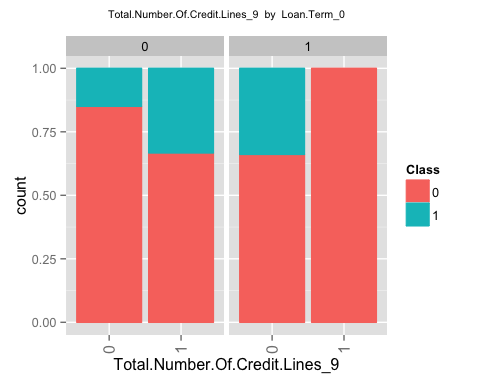 Total.Number.Of.Credit.Lines_9 by Loan.Term_0
0 1
1.00
0.75
0.50
0.25
0.00
count
0 1 0 1
Total.Number.Of.Credit.Lines_9
Class
0
1